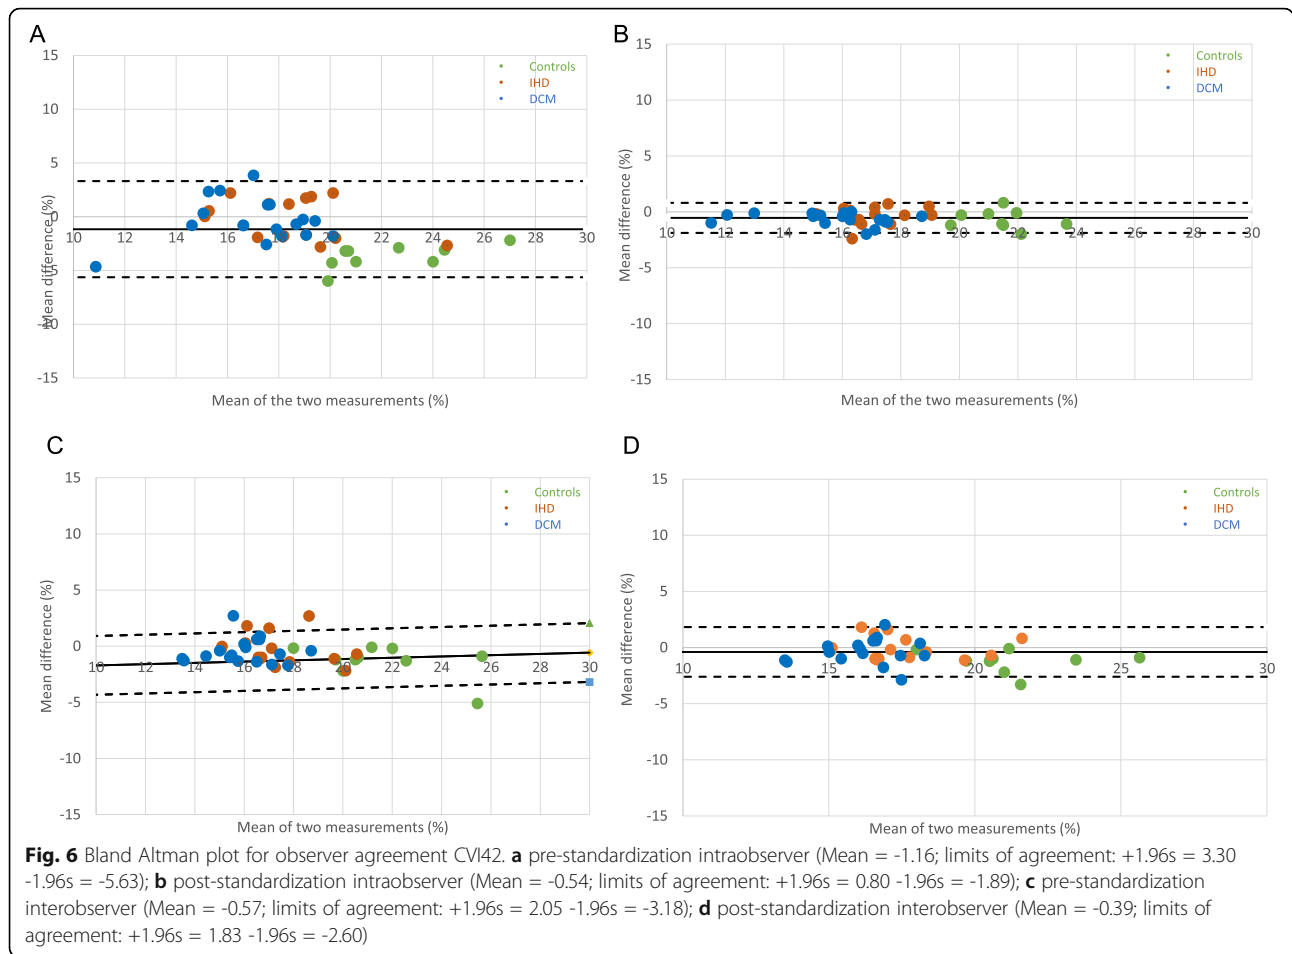 A
15
10
5
0
-5
-10
-15
10 12 14 16 18 20 22 24 26 28 30
Mean difference (%)
Mean of the two measurements (%)
Controls
IHD
DCM
B
15
10
5
0
-5
-10
-15
10 12 14 16 18 20 22 24 26 28 30
Mean difference (%)
Mean of the two measurements (%)
Controls
IHD
DCM
C
15
10
5
0
-5
-10
-15
10 12 14 16 18 20 22 24 26 28 30
Mean difference (%)
Mean of two measurements (%)
Controls
IHD
DCM
D
15
10
5
0
-5
-10
-15
10 15 20 25 30
Mean difference (%)
Mean of two measurements (%)
Controls
IHD
DCM
Fig. 6 Bland Altman plot for observer agreement CVI42. a pre-standardization intraobserver (Mean = -1.16; limits of agreement: +1.96s = 3.30
-1.96s = -5.63); b post-standardization intraobserver (Mean = -0.54; limits of agreement: +1.96s = 0.80 -1.96s = -1.89); c pre-standardization
interobserver (Mean = -0.57; limits of agreement: +1.96s = 2.05 -1.96s = -3.18); d post-standardization interobserver (Mean = -0.39; limits of
agreement: +1.96s = 1.83 -1.96s = -2.60)